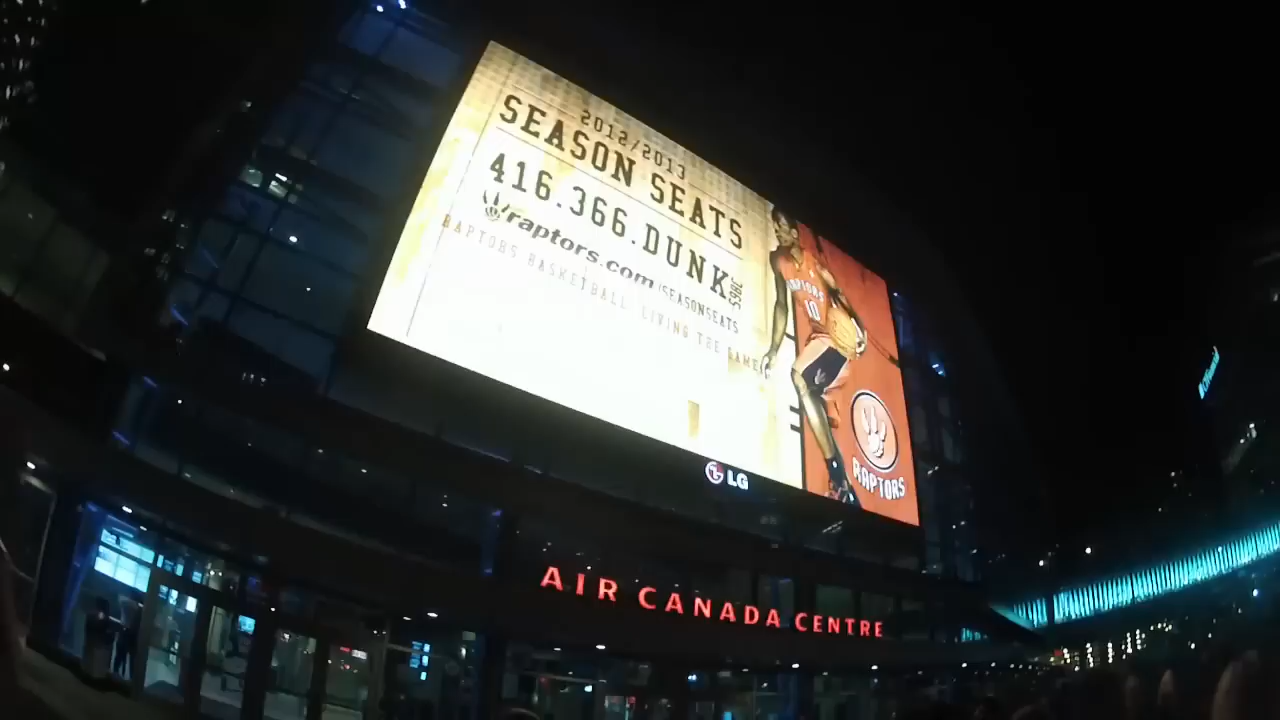 2012/2013
SEASON SEATS
416.366.DUNK
3865
raptors.com/SEASONSEATS
RAPTORS BASKETBALL. LIVING THE GAME
RAPTORS
10
RAPTORS
LG
AIR CANADA CENTRE